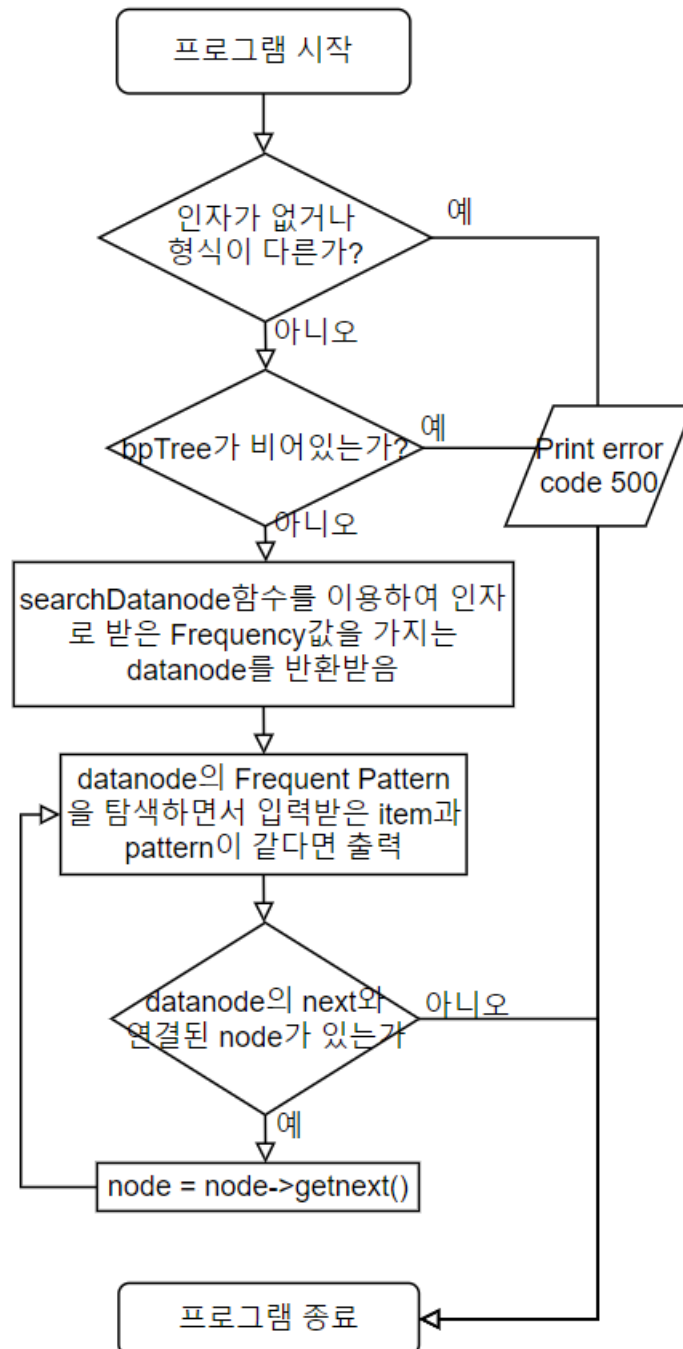 프로그램 시작
인자가 없거나
형식이 다른가?
예
아니오
bpTree가 비어있는가?
예
Print error
code 500
아니오
searchDatanode함수를 이용하여 인자
로 받은 Frequency값을 가지는
datanode를 반환받음
datanode의 Frequent Pattern
을 탐색하면서 입력받은 item과
pattern이 같다면 출력
datanode의 next와
연결된 node가 있는가
아니오
예
node = node->getnext()
프로그램 종료